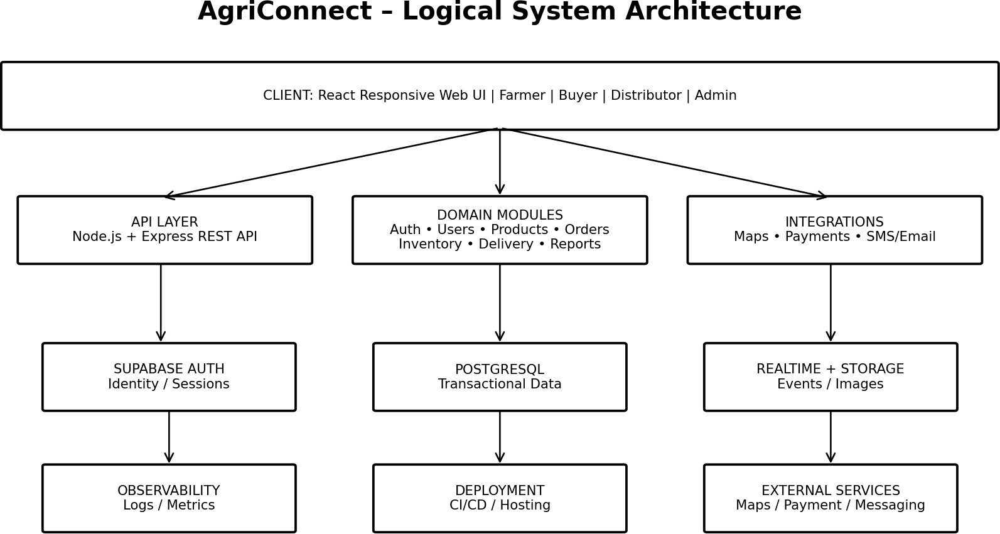 AgriConnect – Logical System Architecture
CLIENT: React Responsive Web UI | Farmer | Buyer | Distributor | Admin
API LAYER
Node.js + Express REST API
DOMAIN MODULES
Auth • Users • Products • Orders
Inventory • Delivery • Reports
INTEGRATIONS
Maps • Payments • SMS/Email
SUPABASE AUTH
Identity / Sessions
POSTGRESQL
Transactional Data
REALTIME + STORAGE
Events / Images
OBSERVABILITY
Logs / Metrics
DEPLOYMENT
CI/CD / Hosting
EXTERNAL SERVICES
Maps / Payment / Messaging